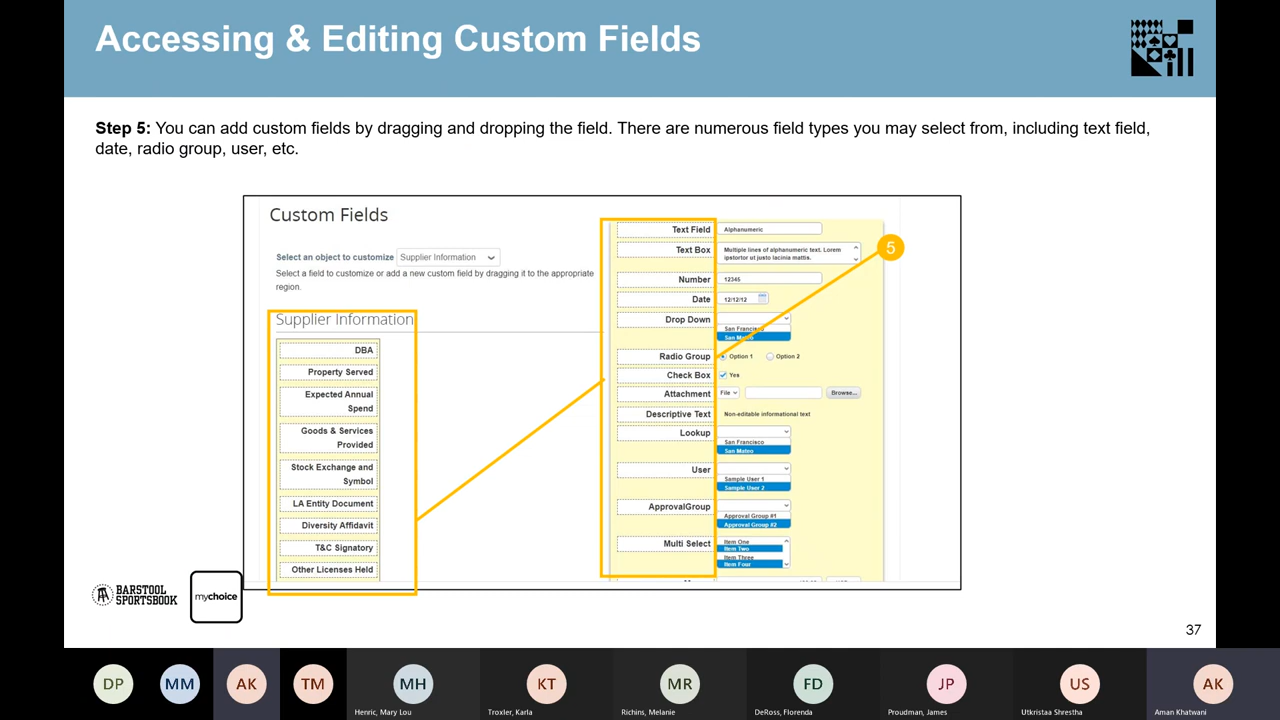 Accessing & Editing Custom Fields
Step 5: You can add custom fields by dragging and dropping the field. There are numerous field types you may select from, including text field,
date, radio group, user, etc.
Custom Fields
Select an object to customize Supplier Information
Select a field to customize or add a new custom field by dragging it to the appropriate
region.
Supplier Information
DBA
Property Served
Expected Annual
Spend
Goods & Services
Provided
Stock Exchange and
Symbol
LA Entity Document
Diversity Affidavit
T&C Signatory
Other Licenses Held
Text Field Alphanumeric
Text Box Multiple lines of alphanumeric text. Lorem
ipstortor ut justo lacinia mattis.
Number 12345
Date 12/12/12
Drop Down
San Francisco
San Mateo
Radio Group Option 1 Option 2
Check Box Yes
Attachment File Browse...
Descriptive Text Non-editable informational text
Lookup
San Francisco
San Mateo
User
Sample User 1
Sample User 2
ApprovalGroup
Approval Group #1
Approval Group #2
Multi Select Item One
Item Two
Item Three
Item Four
5
BARSTOOL
SPORTSBOOK
mychoice
37
DP MM AK TM MH KT MR FD JP US AK
Henric, Mary Lou Troxler, Karla Richins, Melanie DeRoss, Florenda Proudman, James Utkristaa Shrestha Aman Khatwani